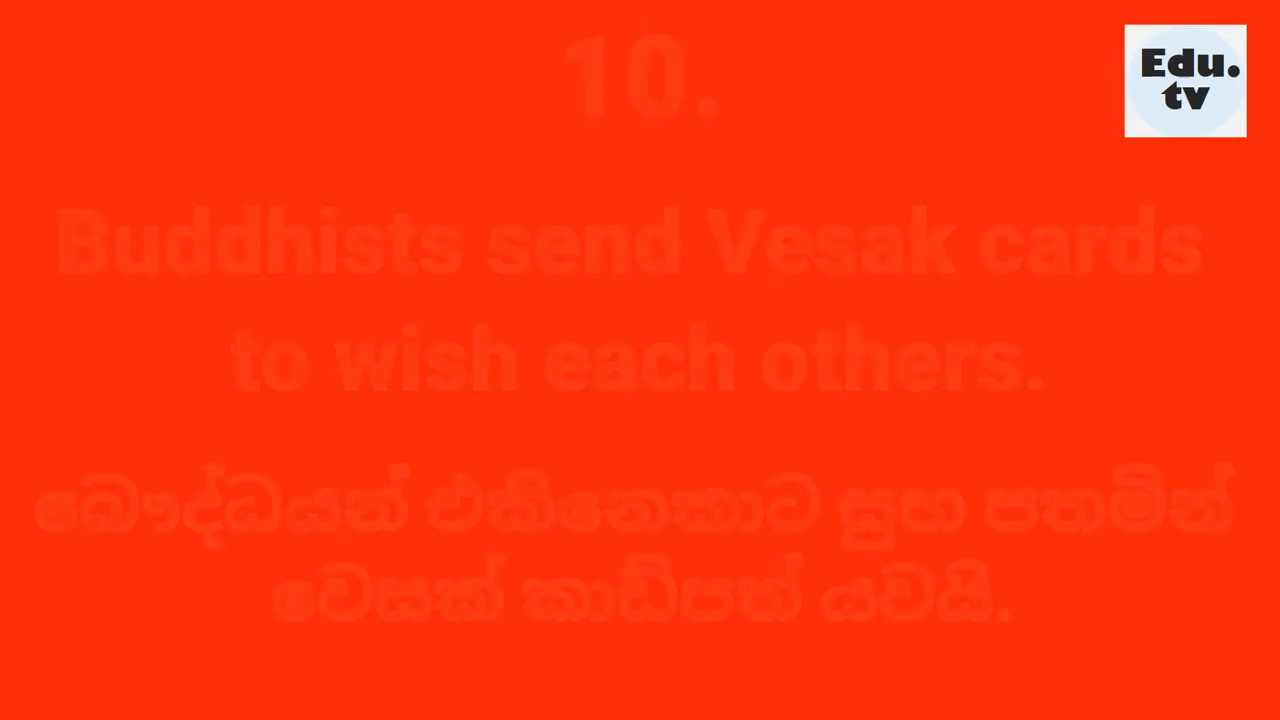 10.
Edu.
tv
Buddhists send Vesak cards
to wish each others.
බෞද්ධයන් එකිනෙකාට සුභ පතමින්
වෙසක් කාඩ්පත් යවයි.